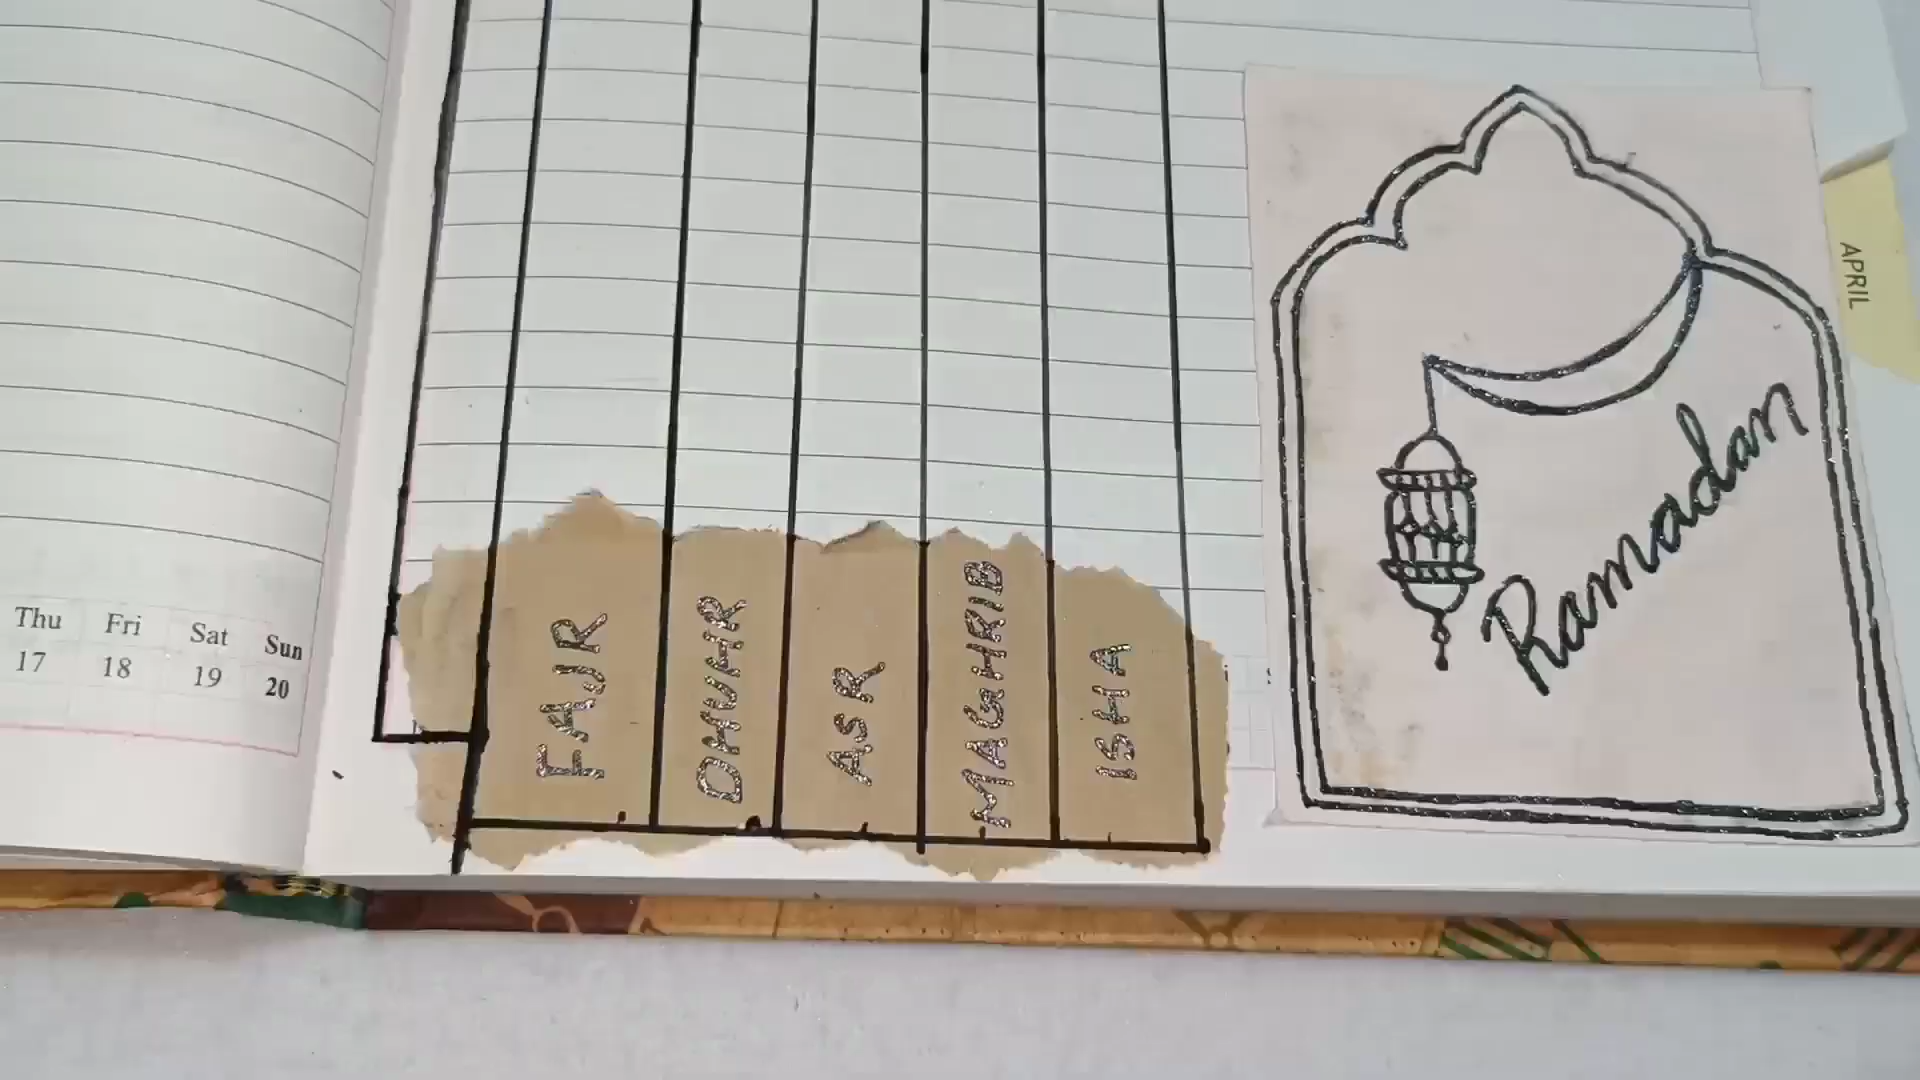 Thu Fri Sat Sun
17 18 19 20
FAJR
DHUHR
ASR
MAGHRIB
ISHA
Ramadan
APRIL